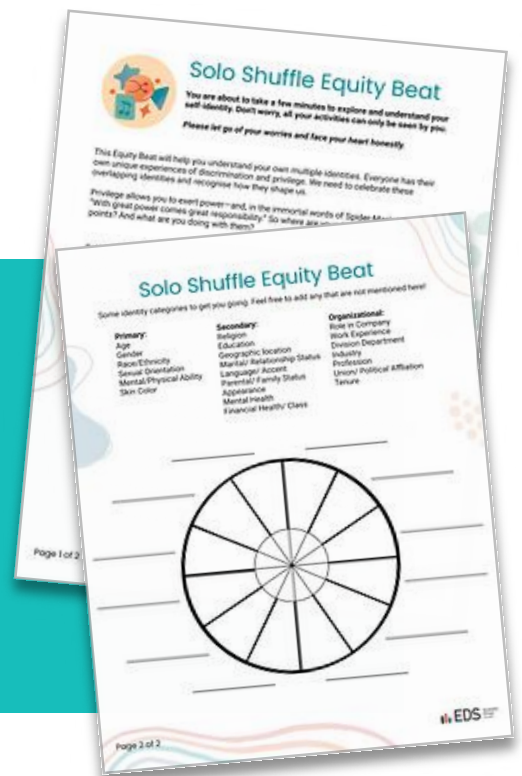 Solo Shuffle Equity Beat
You are about to take a few minutes to explore and understand your
self-identity. Don't worry, all your activities can only be seen by you.
Please let go of your worries and face your heart honestly.
This Equity Beat will help you understand your own multiple identities. Everyone has their
own unique experiences of discrimination and privilege. We need to celebrate these
overlapping identities and recognise how they shape us.
Privilege allows you to exert power—and, in the immortal words of Spider
"With great power comes great responsibility." So where are
points? And what are you doing with them?
Page 1 of 2
Solo Shuffle Equity Beat
Some identity categories to get you going. Feel free to add any that are not mentioned here!
Primary:
Age
Gender
Race/Ethnicity
Sexual Orientation
Mental/Physical Ability
Skin Color
Secondary:
Religion
Education
Geographic location
Marital/ Relationship Status
Language/ Accent
Parental/ Family Status
Appearance
Mental Health
Financial Health/ Class
Organizational:
Role in Company
Work Experience
Division Department
Industry
Profession
Union/ Political Affliation
Tenure
EDS
Page 2 of 2